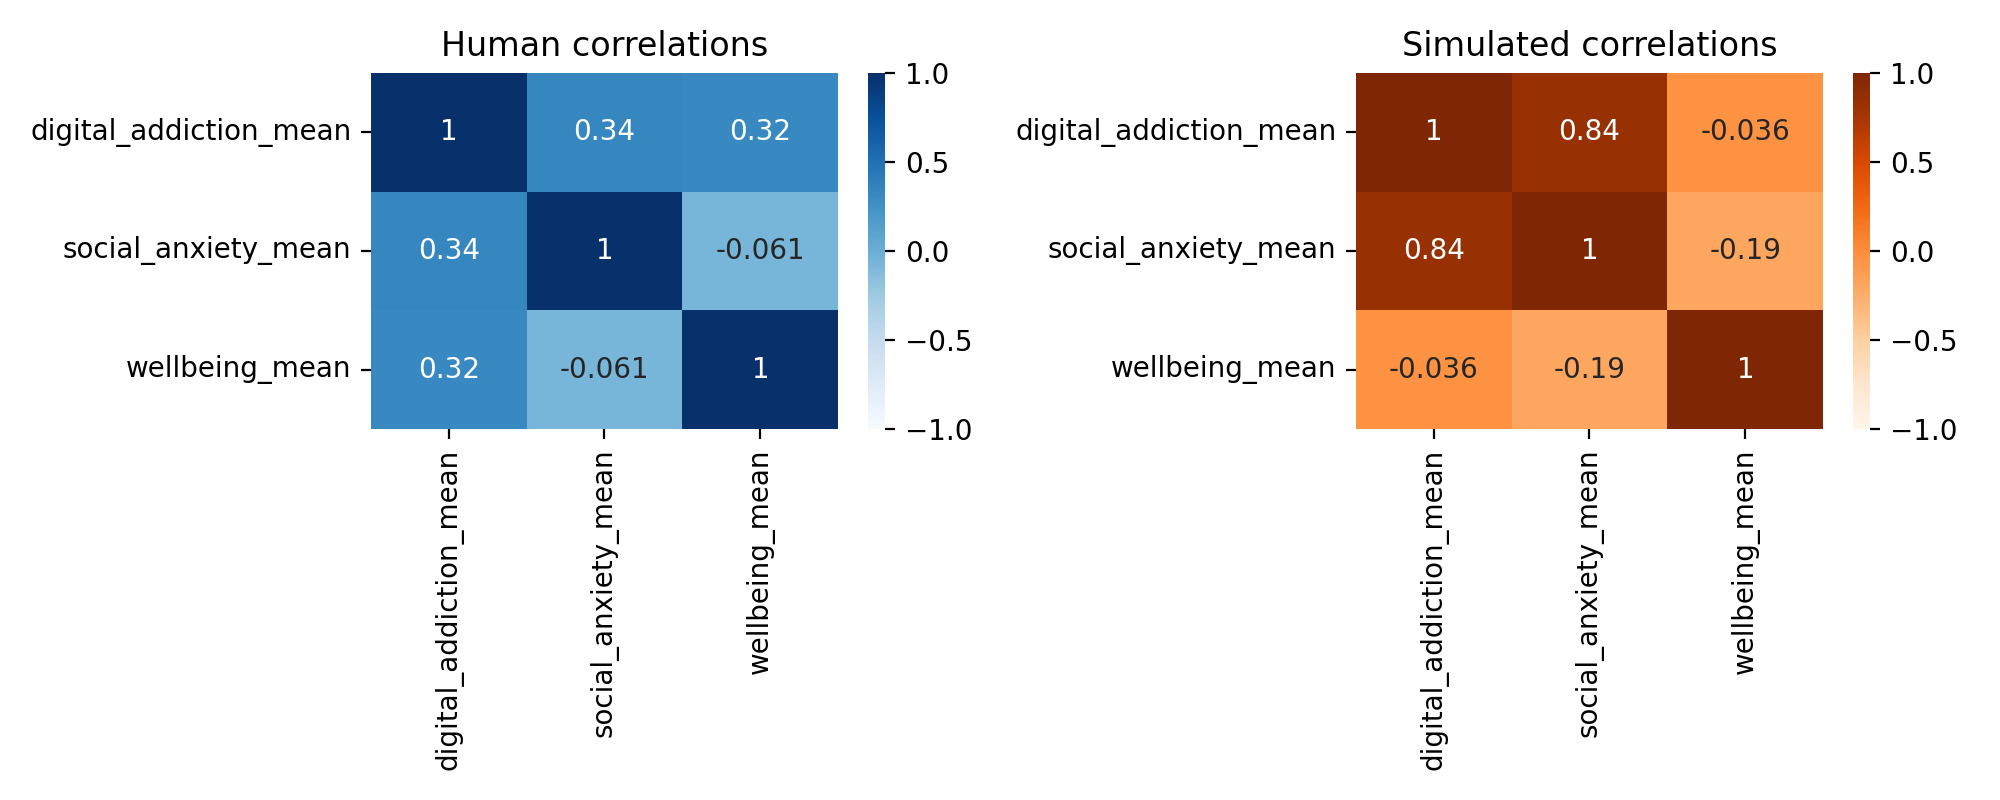 Human correlations
digital_addiction_mean
social_anxiety_mean
wellbeing_mean
1 0.34 0.32
0.34 1 -0.061
0.32 -0.061 1
digital_addiction_mean
social_anxiety_mean
wellbeing_mean
1.0
0.5
0.0
−0.5
−1.0
Simulated correlations
digital_addiction_mean
social_anxiety_mean
wellbeing_mean
1 0.84 -0.036
0.84 1 -0.19
-0.036 -0.19 1
digital_addiction_mean
social_anxiety_mean
wellbeing_mean
1.0
0.5
0.0
−0.5
−1.0